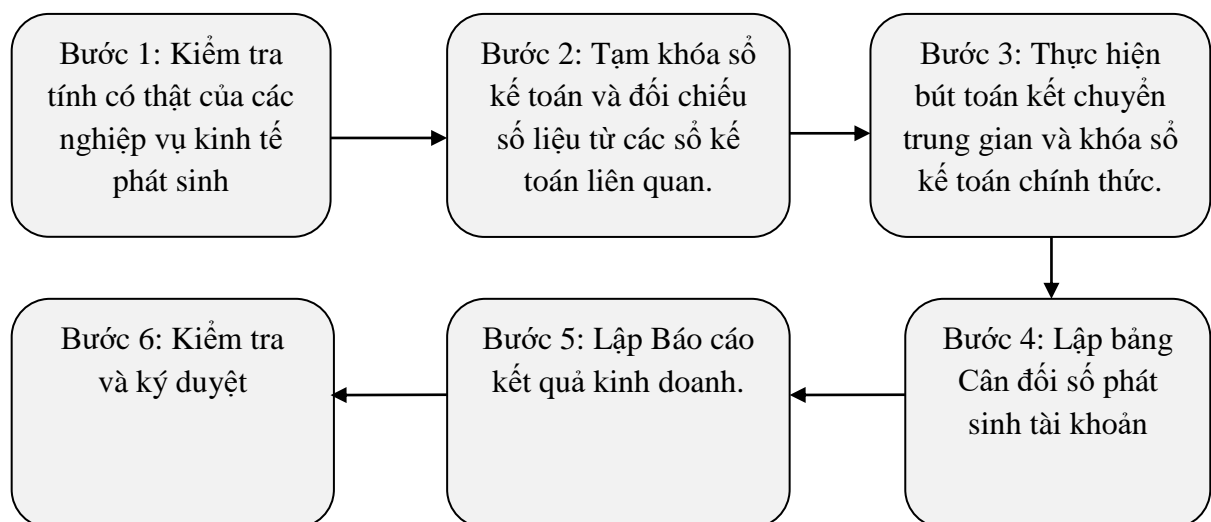 Bước 1: Kiểm tra
tính có thật của các
nghiệp vụ kinh tế
phát sinh
Bước 2: Tạm khóa sổ
kế toán và đối chiếu
số liệu từ các sổ kế
toán liên quan.
Bước 3: Thực hiện
bút toán kết chuyển
trung gian và khóa sổ
kế toán chính thức.
Bước 4: Lập bảng
Cân đối số phát
sinh tài khoản
Bước 5: Lập Báo cáo
kết quả kinh doanh.
Bước 6: Kiểm tra
và ký duyệt